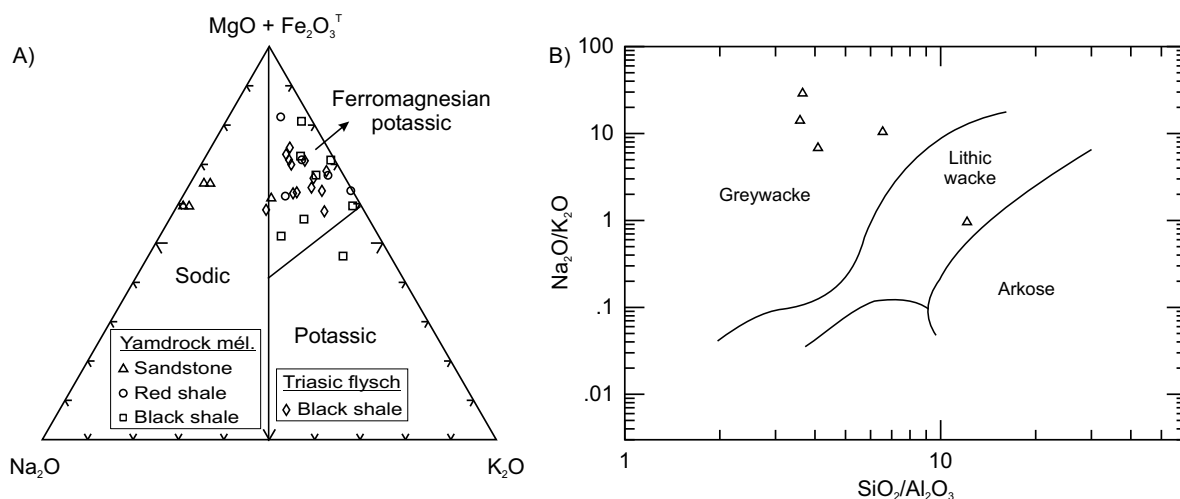 A)
MgO + Fe₂O₃ᵀ
Ferromagnesian
potassic
Sodic
Potassic
Yamdrock mél.
Sandstone
Red shale
Black shale
Triasic flysch
Black shale
Na₂O
K₂O
B)
100
10
1
.1
.01
Na₂O/K₂O
Greywacke
Lithic
wacke
Arkose
1
10
SiO₂/Al₂O₃